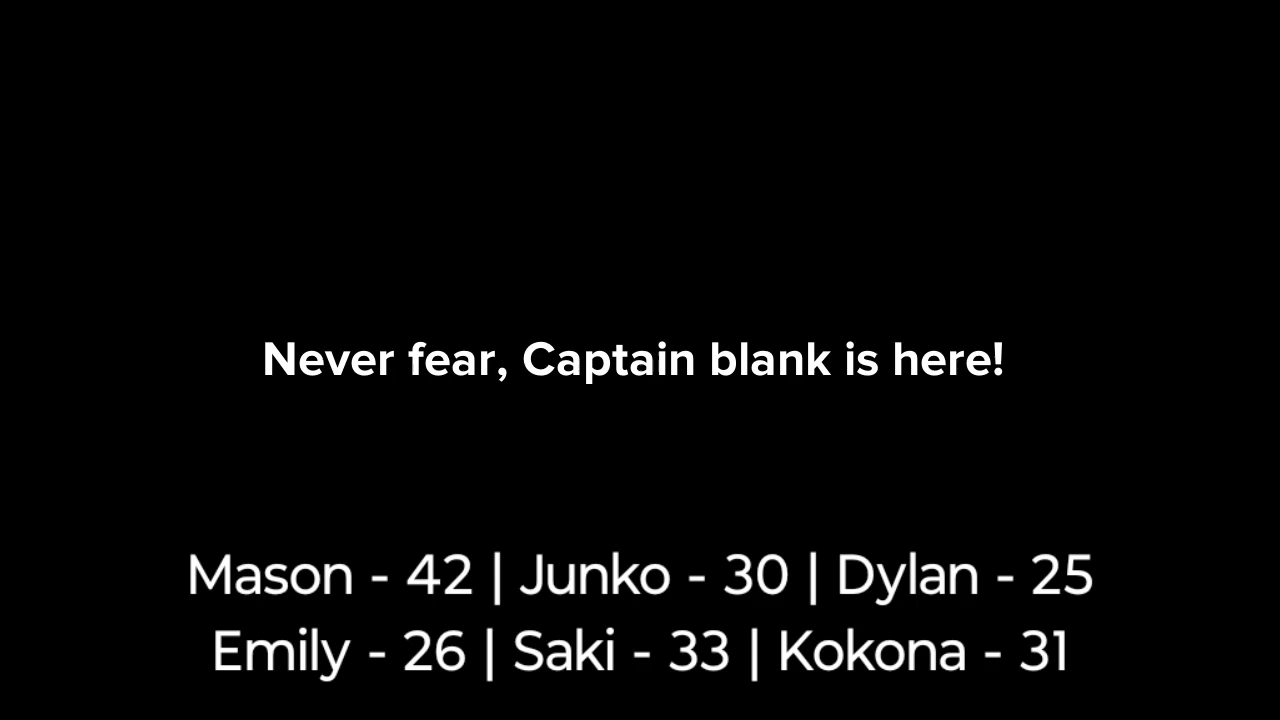 Never fear, Captain blank is here!
Mason - 42 | Junko - 30 | Dylan - 25
Emily - 26 | Saki - 33 | Kokona - 31